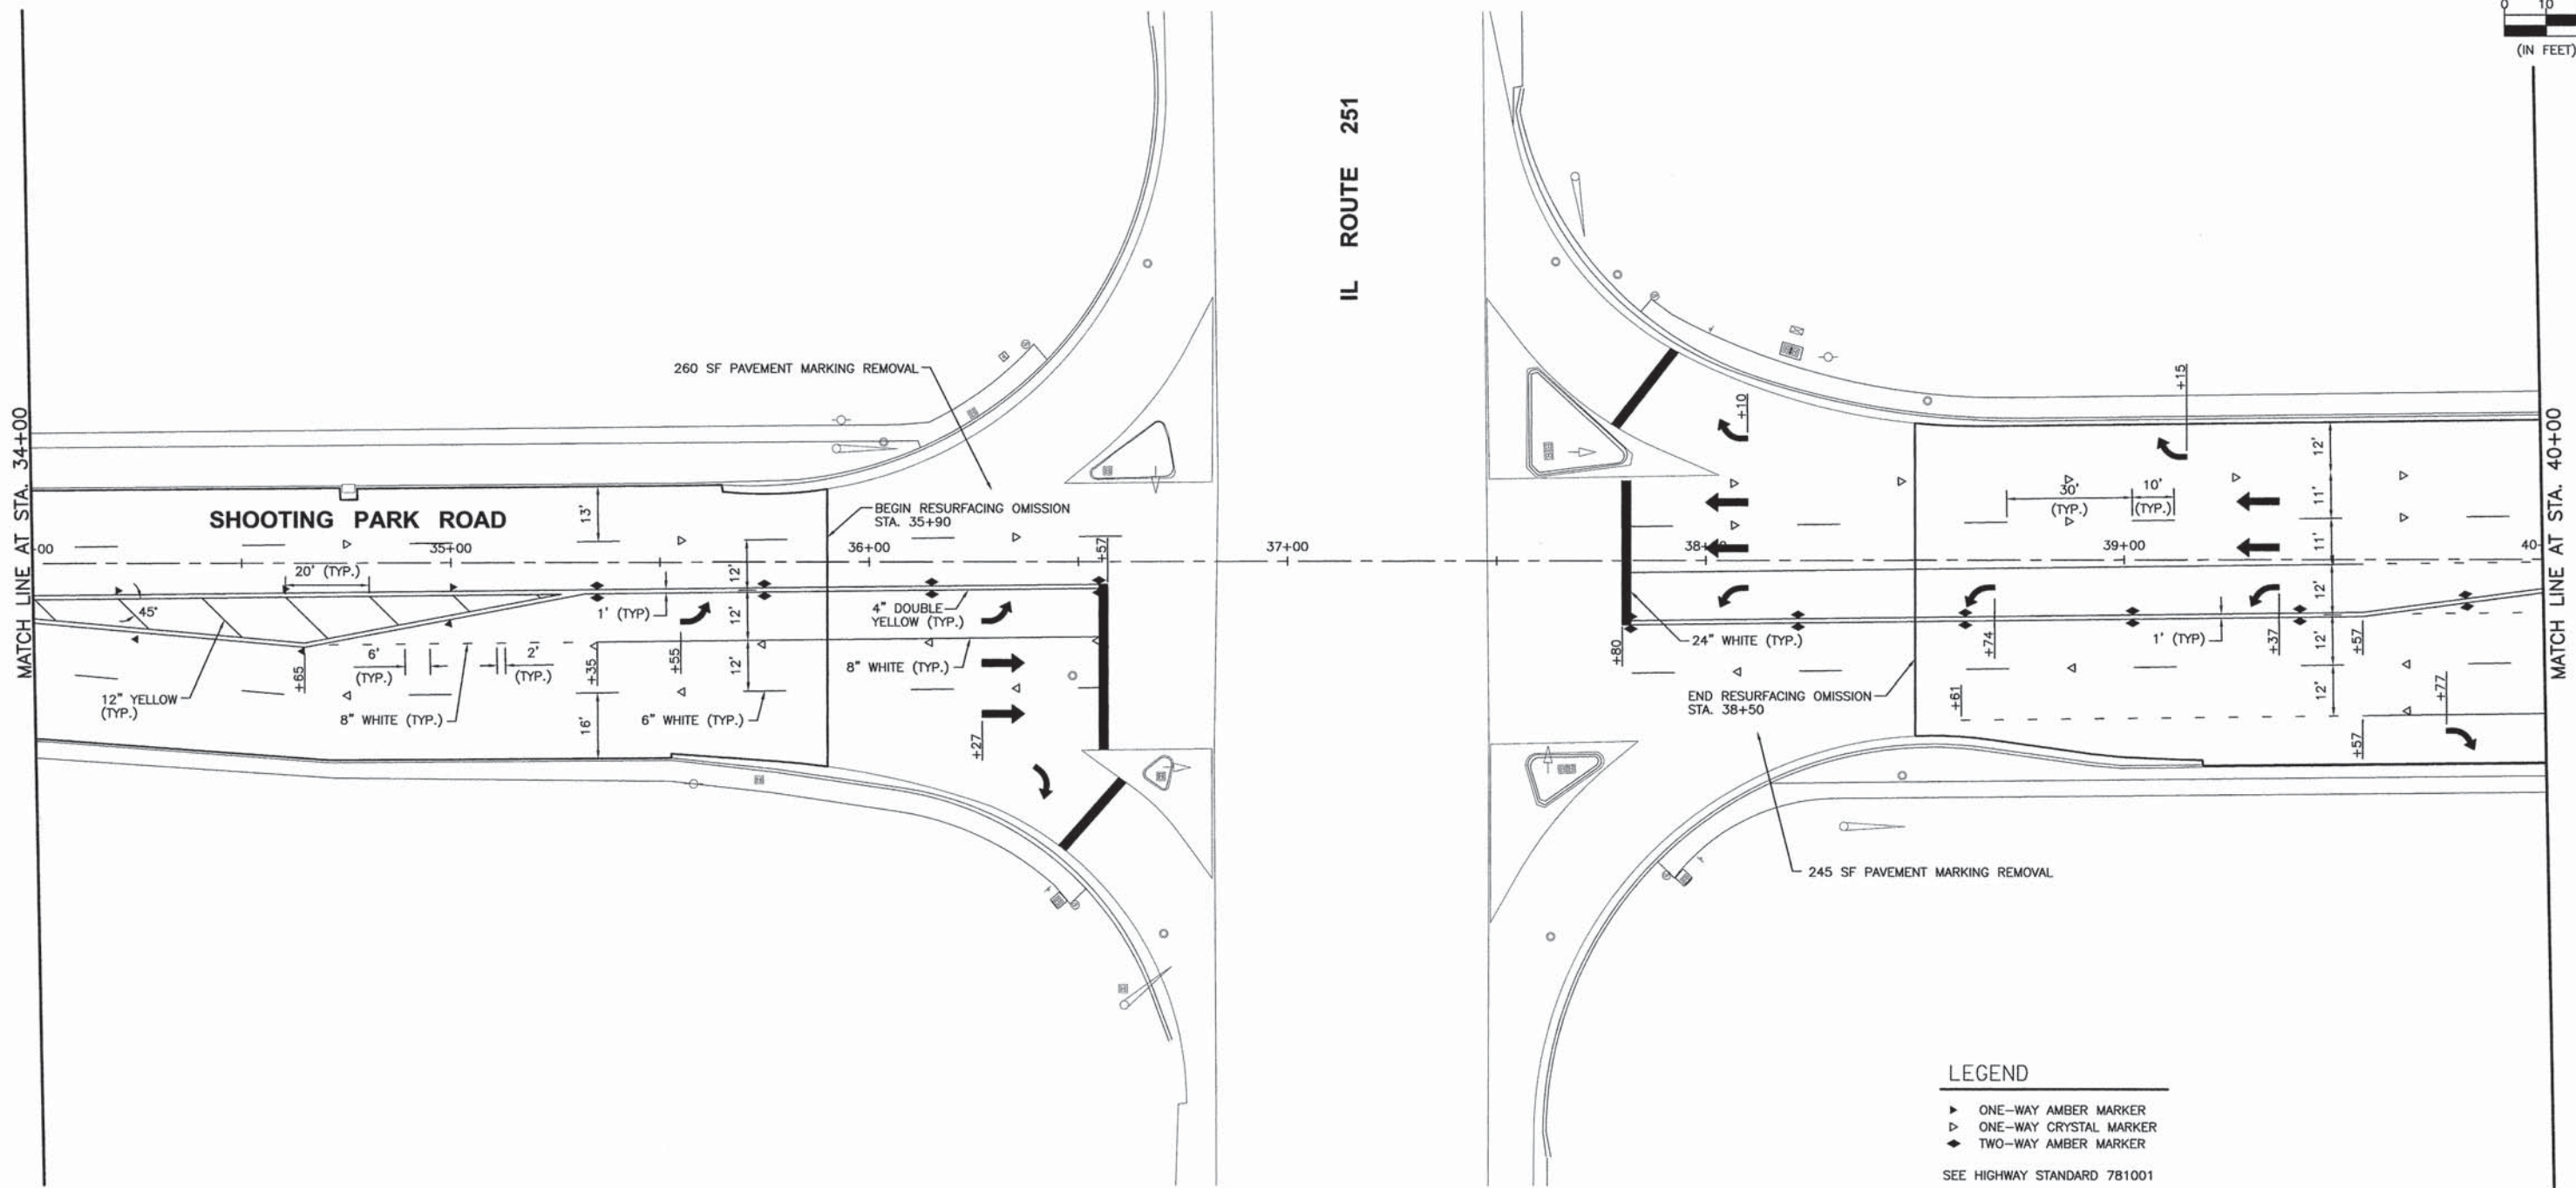 0 10
(IN FEET)
IL ROUTE 251
MATCH LINE AT STA. 34+00
MATCH LINE AT STA. 40+00
260 SF PAVEMENT MARKING REMOVAL
BEGIN RESURFACING OMISSION
STA. 35+90
SHOOTING PARK ROAD
13'
+10
+15
12'
11'
11'
12'
12'
12'
30'
(TYP.)
10'
(TYP.)
00
35+00
36+00
+57
37+00
39+00
40
20' (TYP.)
45°
1' (TYP)
12'
12'
12'
4" DOUBLE
YELLOW (TYP.)
6'
(TYP.)
2'
(TYP.)
+65
+35
+55
8" WHITE (TYP.)
12" YELLOW
(TYP.)
8" WHITE (TYP.)
16'
6" WHITE (TYP.)
+27
+80
24" WHITE (TYP.)
+74
1' (TYP)
+37
+57
END RESURFACING OMISSION
STA. 38+50
+61
+57
+77
245 SF PAVEMENT MARKING REMOVAL
LEGEND
ONE-WAY AMBER MARKER
ONE-WAY CRYSTAL MARKER
TWO-WAY AMBER MARKER
SEE HIGHWAY STANDARD 781001